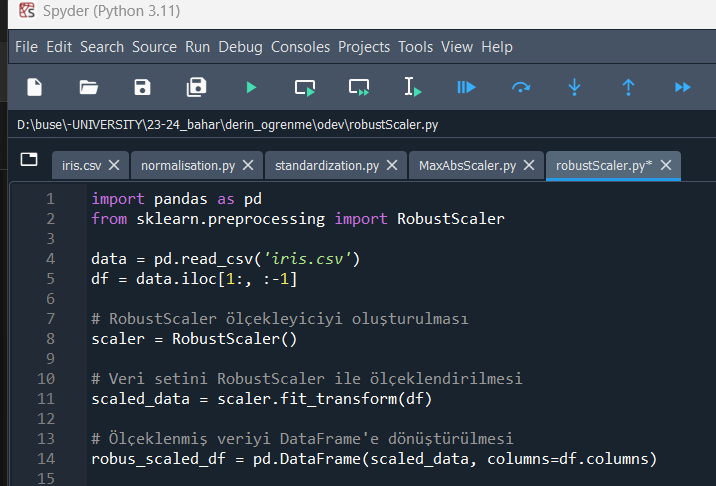 Spyder (Python 3.11)
File Edit Search Source Run Debug Consoles Projects Tools View Help
D:\buse\-UNIVERSITY\23-24_bahar\derin_ogrenme\odev\robustScaler.py
iris.csv normalisation.py standardization.py MaxAbsScaler.py robustScaler.py*
1 import pandas as pd
2 from sklearn.preprocessing import RobustScaler
3
4 data = pd.read_csv('iris.csv')
5 df = data.iloc[1:, :-1]
6
7 # RobustScaler ölçekleyiciyi oluşturulması
8 scaler = RobustScaler()
9
10 # Veri setini RobustScaler ile ölçeklendirilmesi
11 scaled_data = scaler.fit_transform(df)
12
13 # Ölçeklenmiş veriyi DataFrame'e dönüştürülmesi
14 robus_scaled_df = pd.DataFrame(scaled_data, columns=df.columns)
15